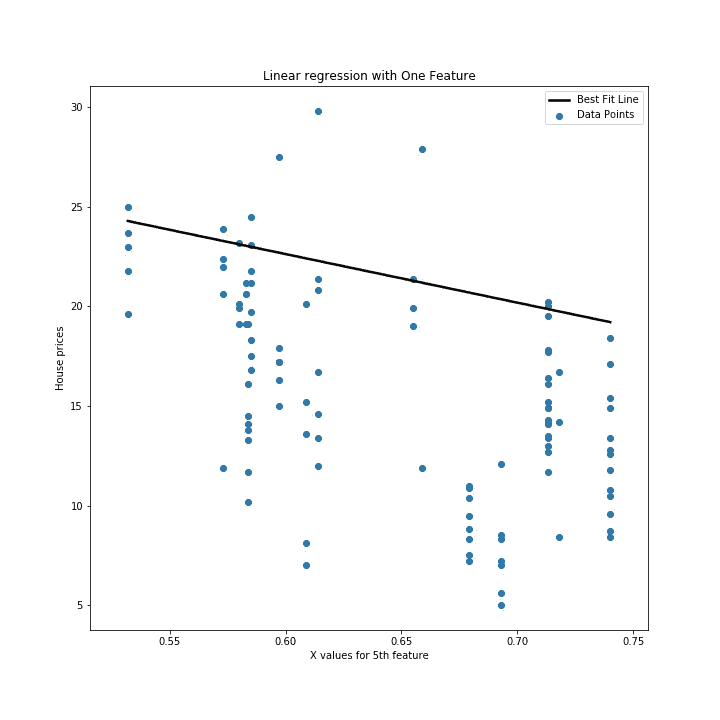 Linear regression with One Feature
Best Fit Line
Data Points
30
25
20
15
10
5
House prices
0.55 0.60 0.65 0.70 0.75
X values for 5th feature